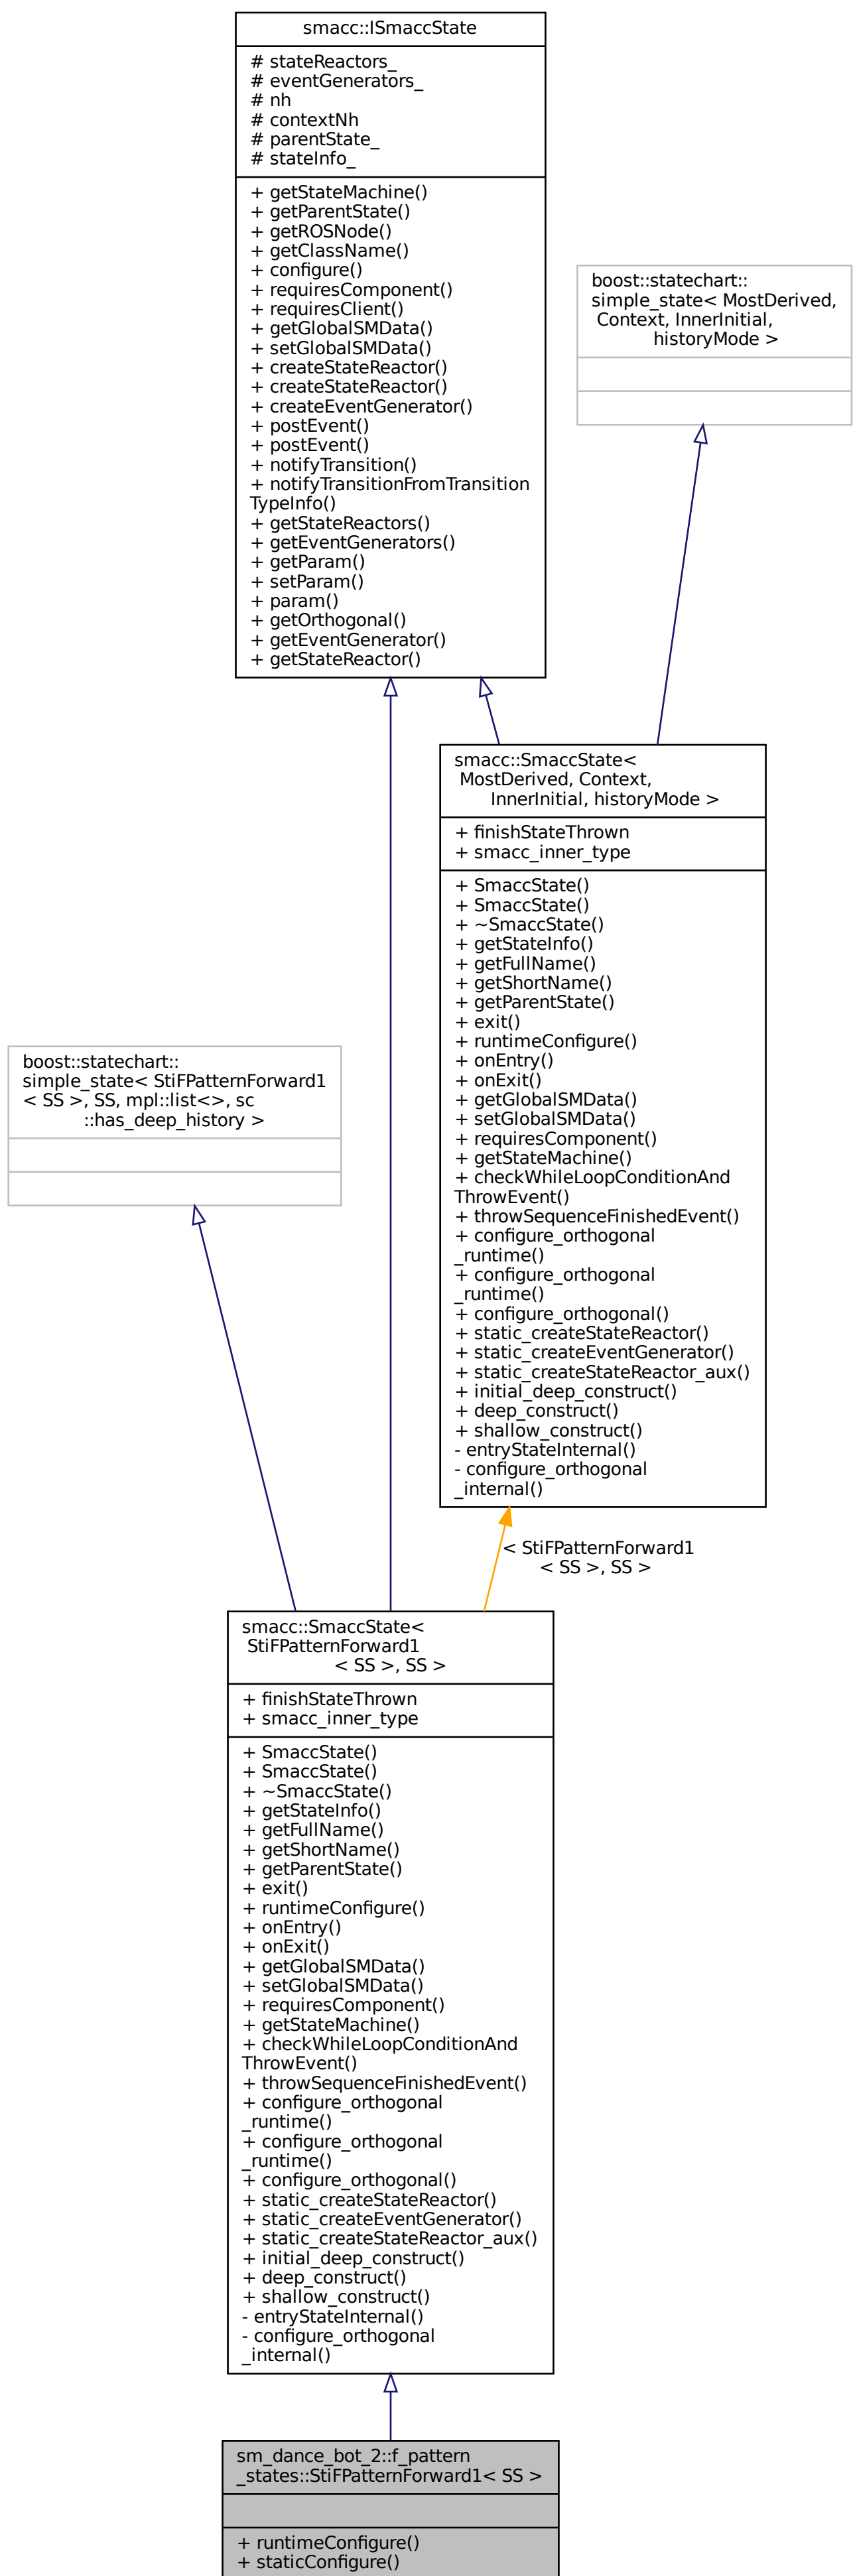 smacc::ISmaccState
# stateReactors_
# eventGenerators_
# nh
# contextNh
# parentState_
# stateInfo_
+ getStateMachine()
+ getParentState()
+ getROSNode()
+ getClassName()
+ configure()
+ requiresComponent()
+ requiresClient()
+ getGlobalSMData()
+ setGlobalSMData()
+ createStateReactor()
+ createStateReactor()
+ createEventGenerator()
+ postEvent()
+ postEvent()
+ notifyTransition()
+ notifyTransitionFromTransition
TypeInfo()
+ getStateReactors()
+ getEventGenerators()
+ getParam()
+ setParam()
+ param()
+ getOrthogonal()
+ getEventGenerator()
+ getStateReactor()
boost::statechart::
simple_state< MostDerived,
Context, InnerInitial,
historyMode >
smacc::SmaccState<
MostDerived, Context,
InnerInitial, historyMode >
+ finishStateThrown
+ smacc_inner_type
+ SmaccState()
+ SmaccState()
+ ~SmaccState()
+ getStateInfo()
+ getFullName()
+ getShortName()
+ getParentState()
+ exit()
+ runtimeConfigure()
+ onEntry()
+ onExit()
+ getGlobalSMData()
+ setGlobalSMData()
+ requiresComponent()
+ getStateMachine()
+ checkWhileLoopConditionAnd
ThrowEvent()
+ throwSequenceFinishedEvent()
+ configure_orthogonal
_runtime()
+ configure_orthogonal
_runtime()
+ configure_orthogonal()
+ static_createStateReactor()
+ static_createEventGenerator()
+ static_createStateReactor_aux()
+ initial_deep_construct()
+ deep_construct()
+ shallow_construct()
- entryStateInternal()
- configure_orthogonal
_internal()
boost::statechart::
simple_state< StiFPatternForward1
< SS >, SS, mpl::list<>, sc
::has_deep_history >
< StiFPatternForward1
< SS >, SS >
smacc::SmaccState<
StiFPatternForward1
< SS >, SS >
+ finishStateThrown
+ smacc_inner_type
+ SmaccState()
+ SmaccState()
+ ~SmaccState()
+ getStateInfo()
+ getFullName()
+ getShortName()
+ getParentState()
+ exit()
+ runtimeConfigure()
+ onEntry()
+ onExit()
+ getGlobalSMData()
+ setGlobalSMData()
+ requiresComponent()
+ getStateMachine()
+ checkWhileLoopConditionAnd
ThrowEvent()
+ throwSequenceFinishedEvent()
+ configure_orthogonal
_runtime()
+ configure_orthogonal
_runtime()
+ configure_orthogonal()
+ static_createStateReactor()
+ static_createEventGenerator()
+ static_createStateReactor_aux()
+ initial_deep_construct()
+ deep_construct()
+ shallow_construct()
- entryStateInternal()
- configure_orthogonal
_internal()
sm_dance_bot_2::f_pattern
_states::StiFPatternForward1< SS >
+ runtimeConfigure()
+ staticConfigure()